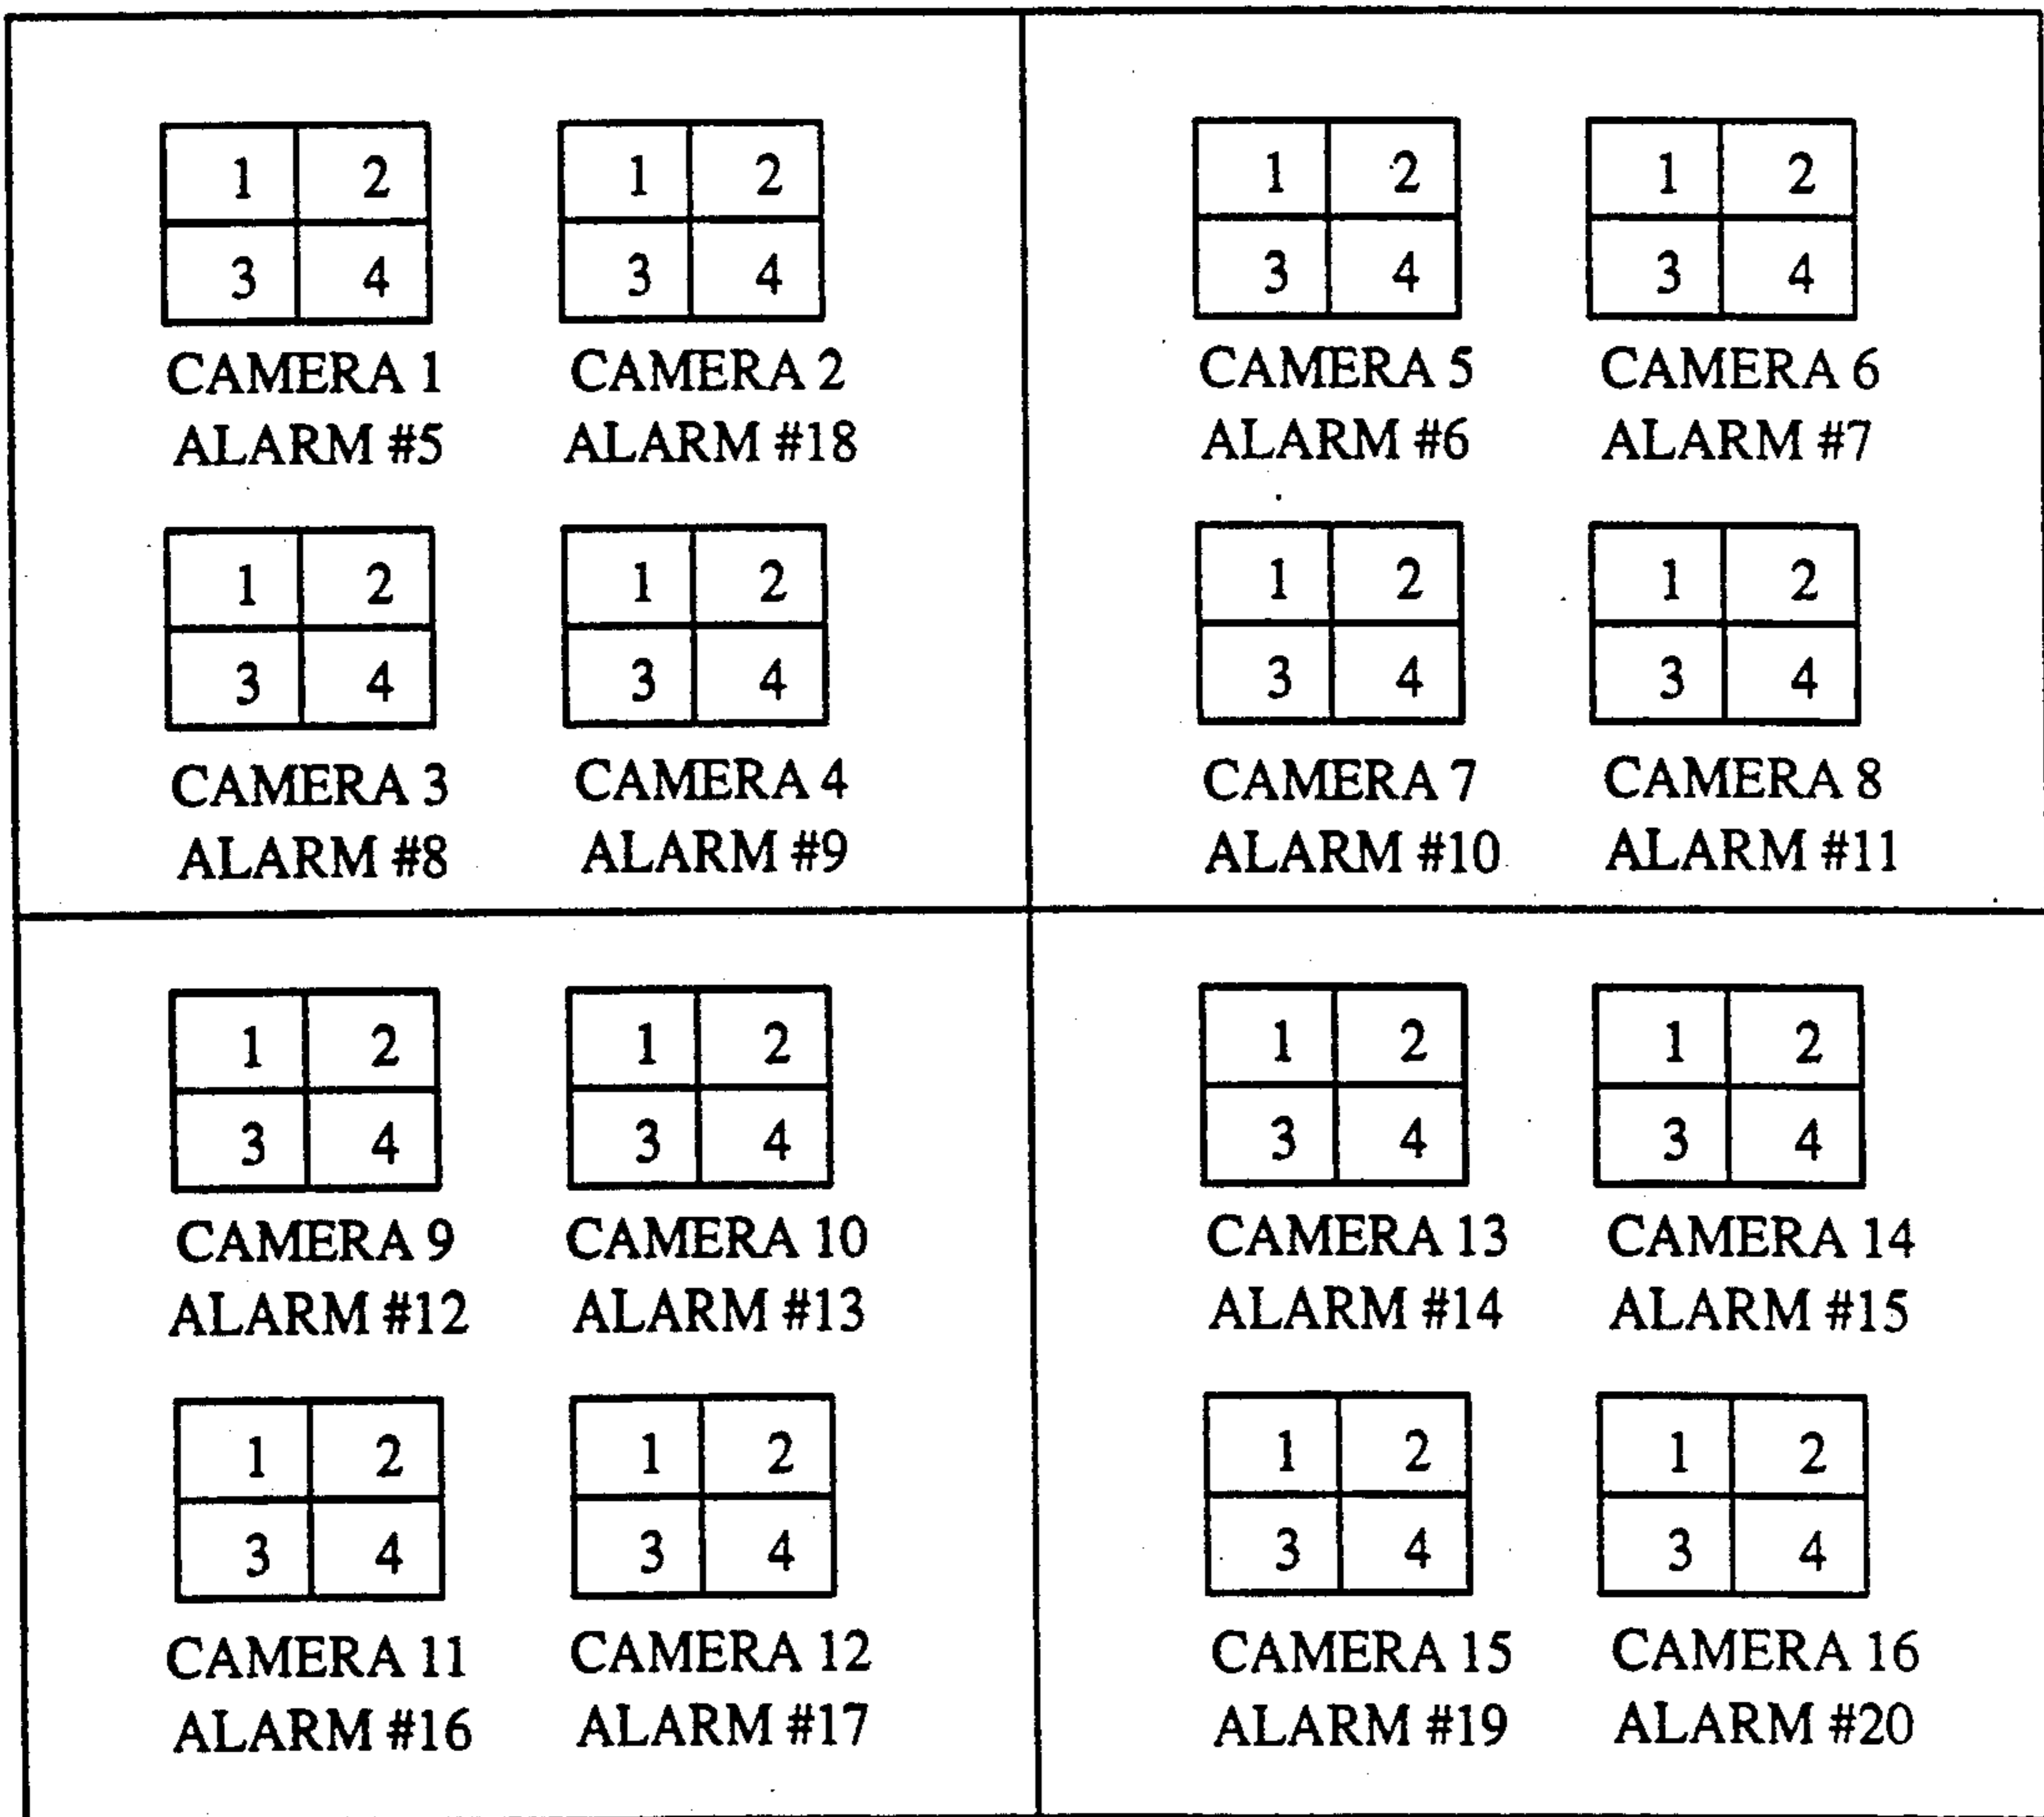 1 2 1 2
3 4 3 4
CAMERA 1 CAMERA 2
ALARM #5 ALARM #18
1 2 1 2
3 4 3 4
CAMERA 3 CAMERA 4
ALARM #8 ALARM #9
1 2 1 2
3 4 3 4
CAMERA 5 CAMERA 6
ALARM #6 ALARM #7
1 2 1 2
3 4 3 4
CAMERA 7 CAMERA 8
ALARM #10 ALARM #11
1 2 1 2
3 4 3 4
CAMERA 9 CAMERA 10
ALARM #12 ALARM #13
1 2 1 2
3 4 3 4
CAMERA 11 CAMERA 12
ALARM #16 ALARM #17
1 2 1 2
3 4 3 4
CAMERA 13 CAMERA 14
ALARM #14 ALARM #15
1 2 1 2
3 4 3 4
CAMERA 15 CAMERA 16
ALARM #19 ALARM #20